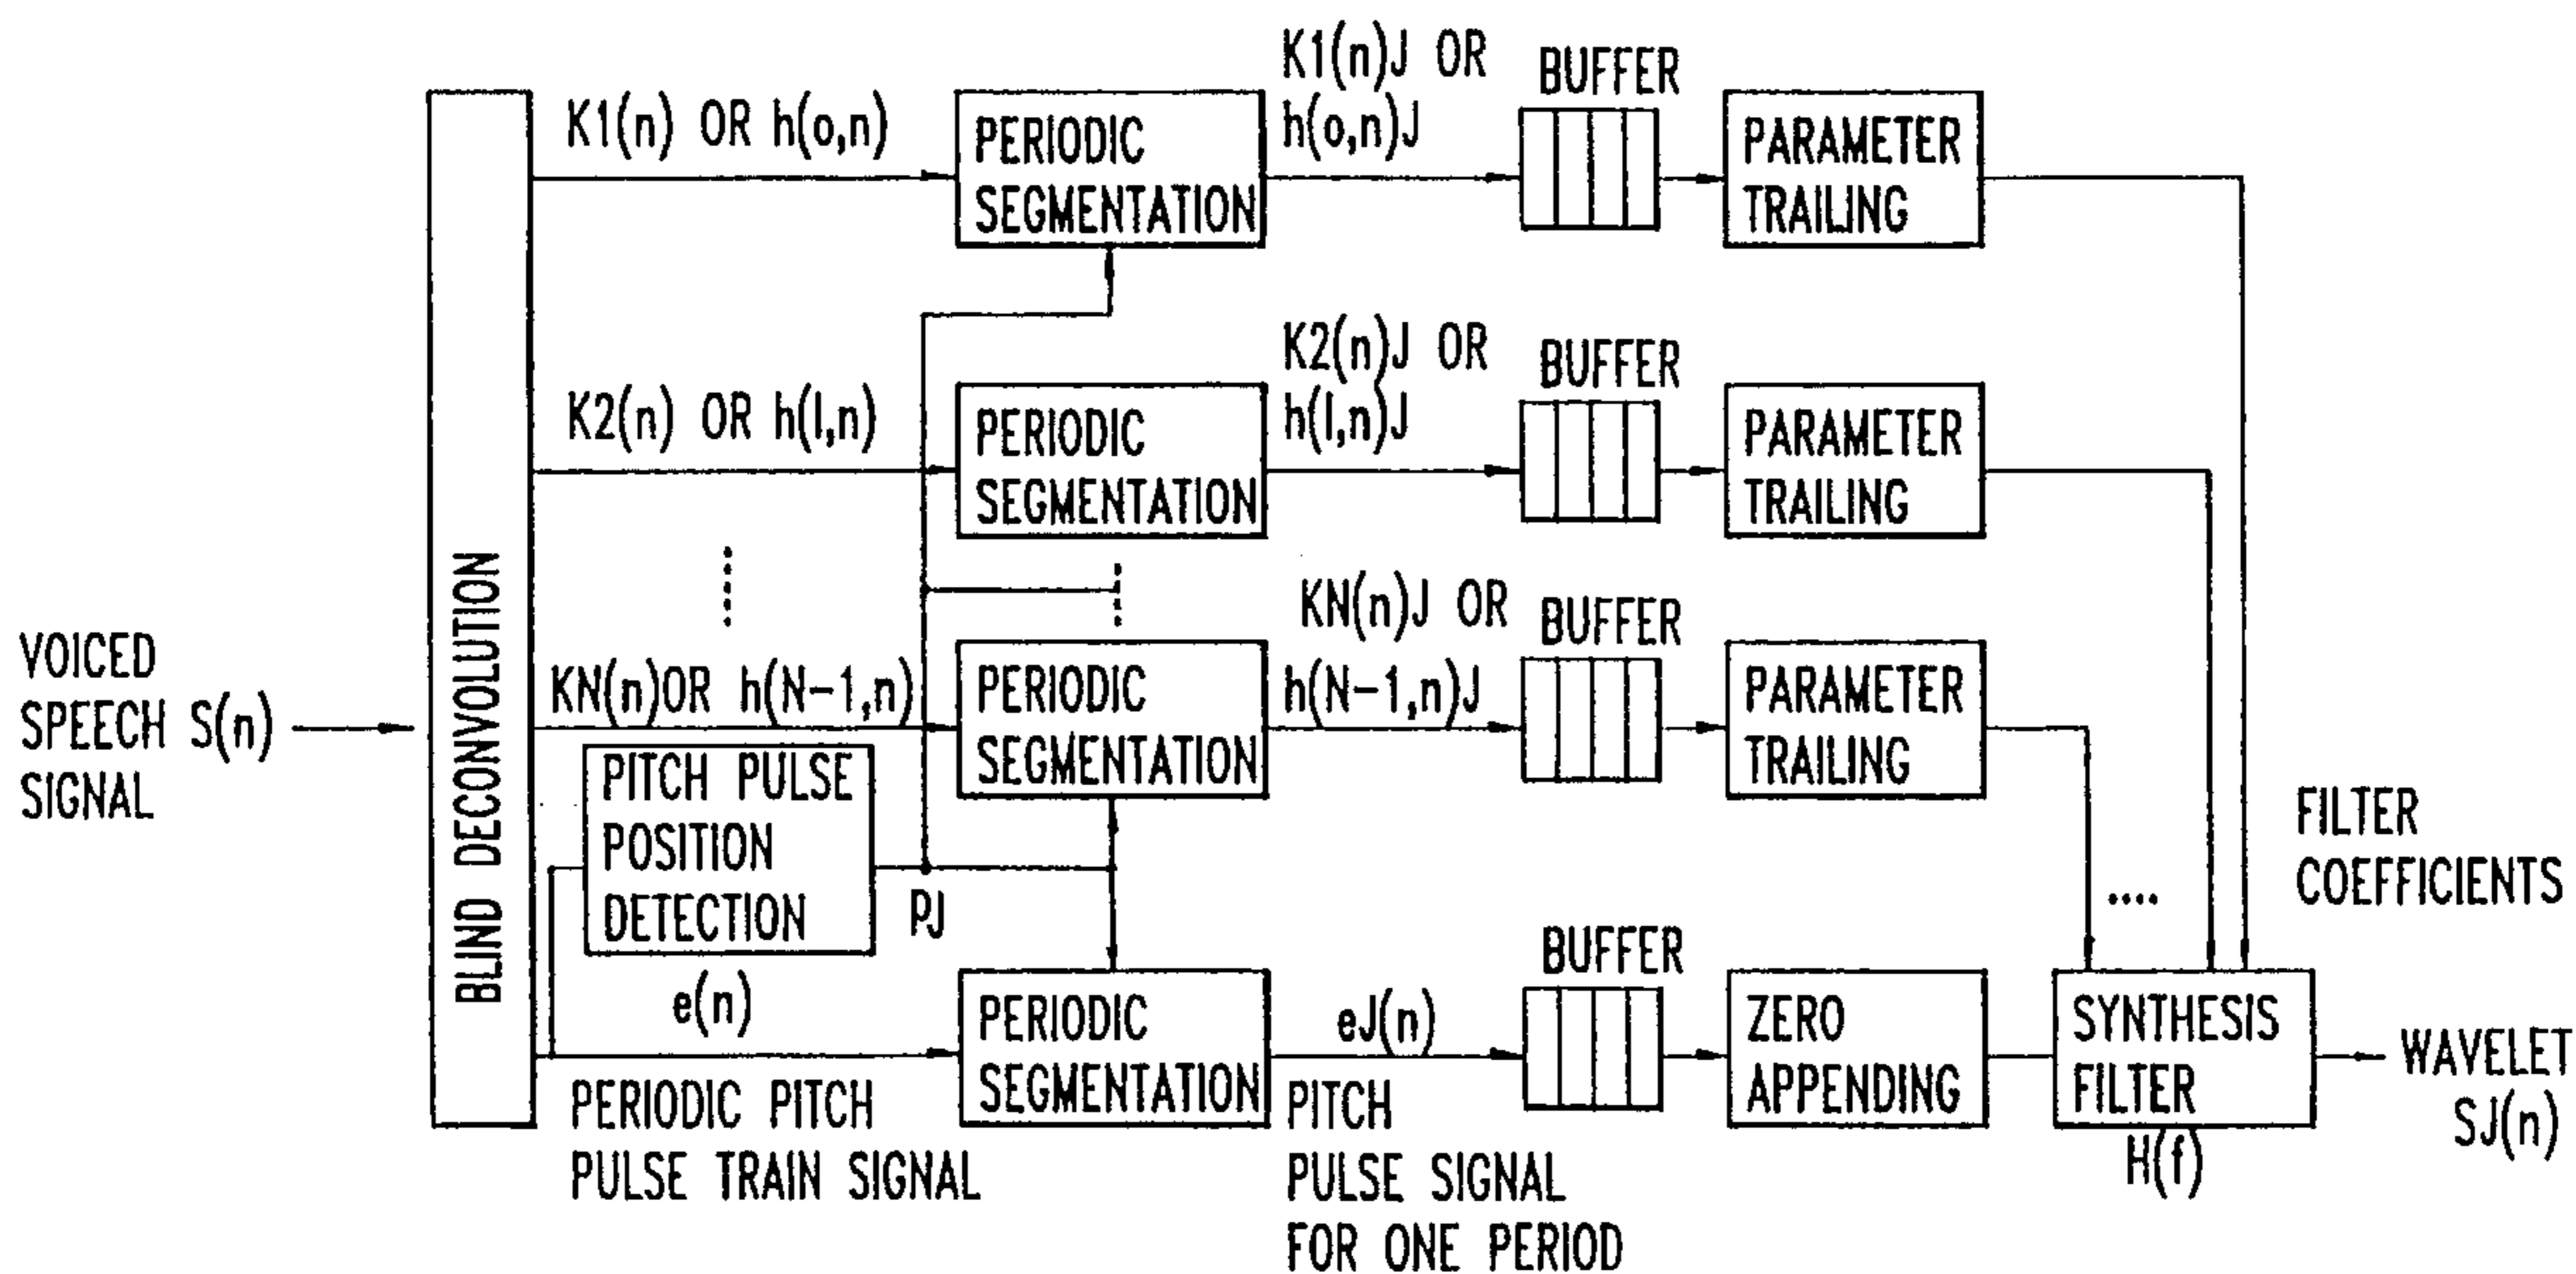 K1(n) OR h(o,n)
PERIODIC
SEGMENTATION
K1(n)J OR
h(o,n)J
BUFFER
PARAMETER
TRAILING
K2(n) OR h(l,n)
PERIODIC
SEGMENTATION
K2(n)J OR
h(l,n)J
BUFFER
PARAMETER
TRAILING
VOICED
SPEECH S(n)
SIGNAL
BLIND DECONVOLUTION
KN(n)OR h(N-1,n)
PERIODIC
SEGMENTATION
KN(n)J OR
h(N-1,n)J
BUFFER
PARAMETER
TRAILING
PITCH PULSE
POSITION
DETECTION
PJ
....
FILTER
COEFFICIENTS
e(n)
PERIODIC PITCH
PULSE TRAIN SIGNAL
PERIODIC
SEGMENTATION
eJ(n)
PITCH
PULSE SIGNAL
FOR ONE PERIOD
BUFFER
ZERO
APPENDING
SYNTHESIS
FILTER
H(f)
WAVELET
SJ(n)